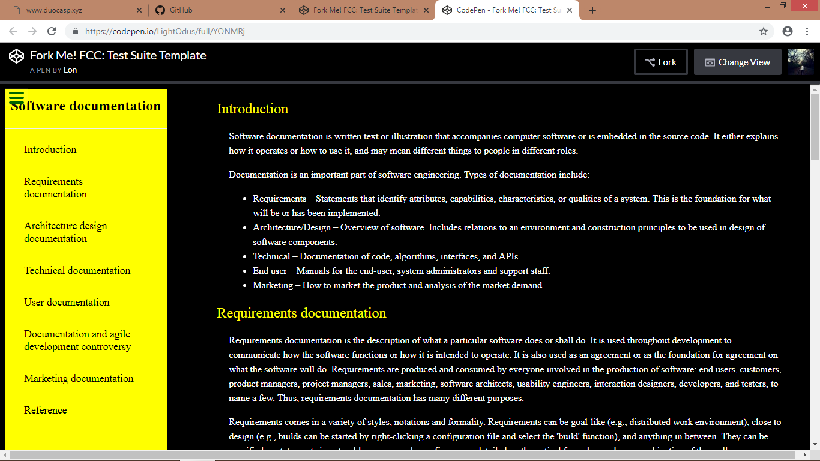 www.duocasp.xyz
GitHub
Fork Me! FCC: Test Suite Template
CodePen - Fork Me! FCC: Test Su
https://codepen.io/LightOdus/full/
Fork Me! FCC: Test Suite Template
A PEN BY Lon
Fork
Change View
Software documentation
Introduction
Requirements
documentation
Architecture design
documentation
Technical documentation
User documentation
Documentation and agile
development controversy
Marketing documentation
Reference
Introduction
Software documentation is written text or illustration that accompanies computer software or is embedded in the source code. It either explains
how it operates or how to use it, and may mean different things to people in different roles.
Documentation is an important part of software engineering. Types of documentation include:
• Requirements – Statements that identify attributes, capabilities, characteristics, or qualities of a system. This is the foundation for what
will be or has been implemented.
• Architecture/Design – Overview of software. Includes relations to an environment and construction principles to be used in design of
software components.
• Technical – Documentation of code, algorithms, interfaces, and APIs.
• End user – Manuals for the end-user, system administrators and support staff.
• Marketing – How to market the product and analysis of the market demand.
Requirements documentation
Requirements documentation is the description of what a particular software does or shall do. It is used throughout development to
communicate how the software functions or how it is intended to operate. It is also used as an agreement or as the foundation for agreement on
what the software will do. Requirements are produced and consumed by everyone involved in the production of software: end users, customers,
product managers, project managers, sales, marketing, software architects, usability engineers, interaction designers, developers, and testers, to
name a few. Thus, requirements documentation has many different purposes.
Requirements comes in a variety of styles, notations and formality. Requirements can be goal like (e.g., distributed work environment), close to
design (e.g., builds can be started by right-clicking a configuration file and select the 'build' function), and anything in between. They can be